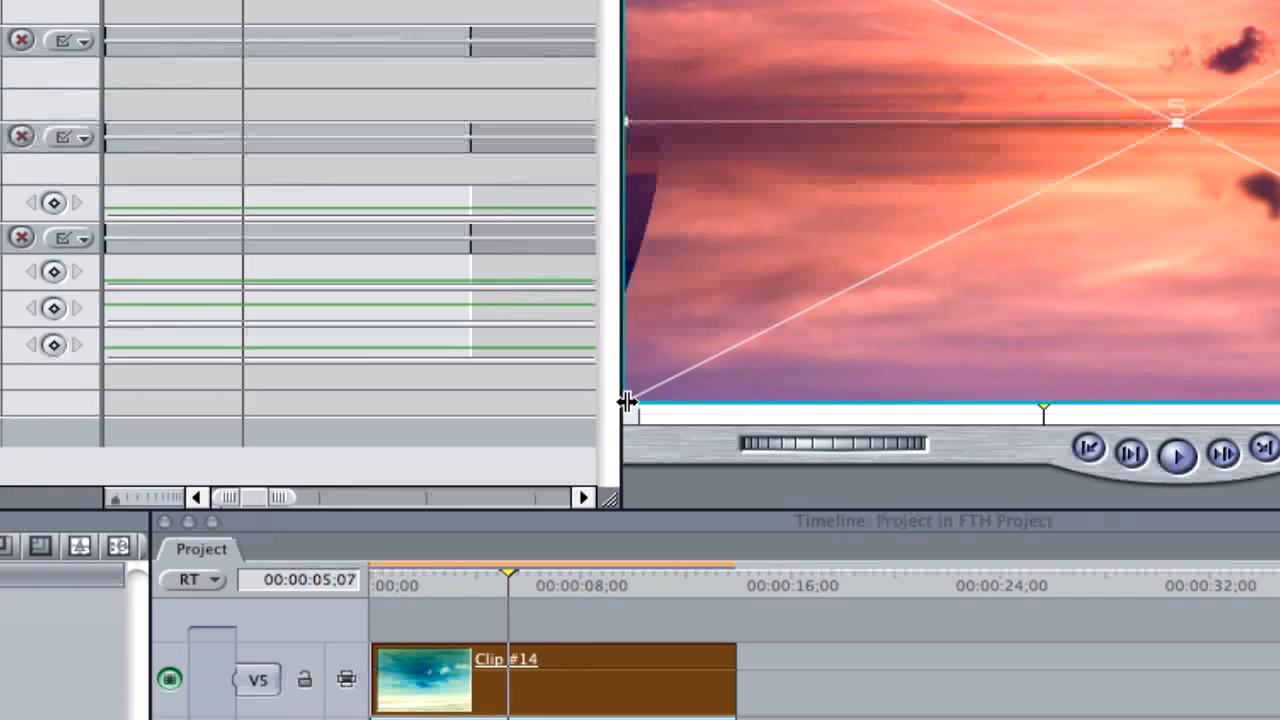 5
Timeline: Project in FTH Project
Project
RT
00:00:05;07
00;00
00:00:08;00
00:00:16;00
00:00:24;00
00:00:32;00
V5
Clip #14